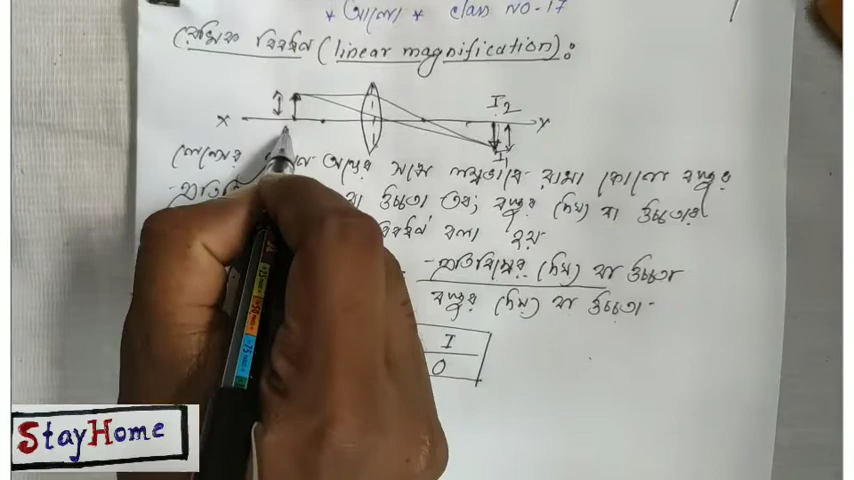 * আলো * Class NO-17
রৈখিক বিবর্ধন (linear magnification) :
I2
X Y
I1
লেন্সের অক্ষের সঙ্গে লম্বভাবে রাখা কোনো বস্তুর
বা উচ্চতা এবং বস্তুর দৈর্ঘ্য বা উচ্চতার
বিবর্ধন বলা হয়
প্রতিবিম্বের দৈর্ঘ্য বা উচ্চতা
বস্তুর দৈর্ঘ্য বা উচ্চতা
I
O
StayHome